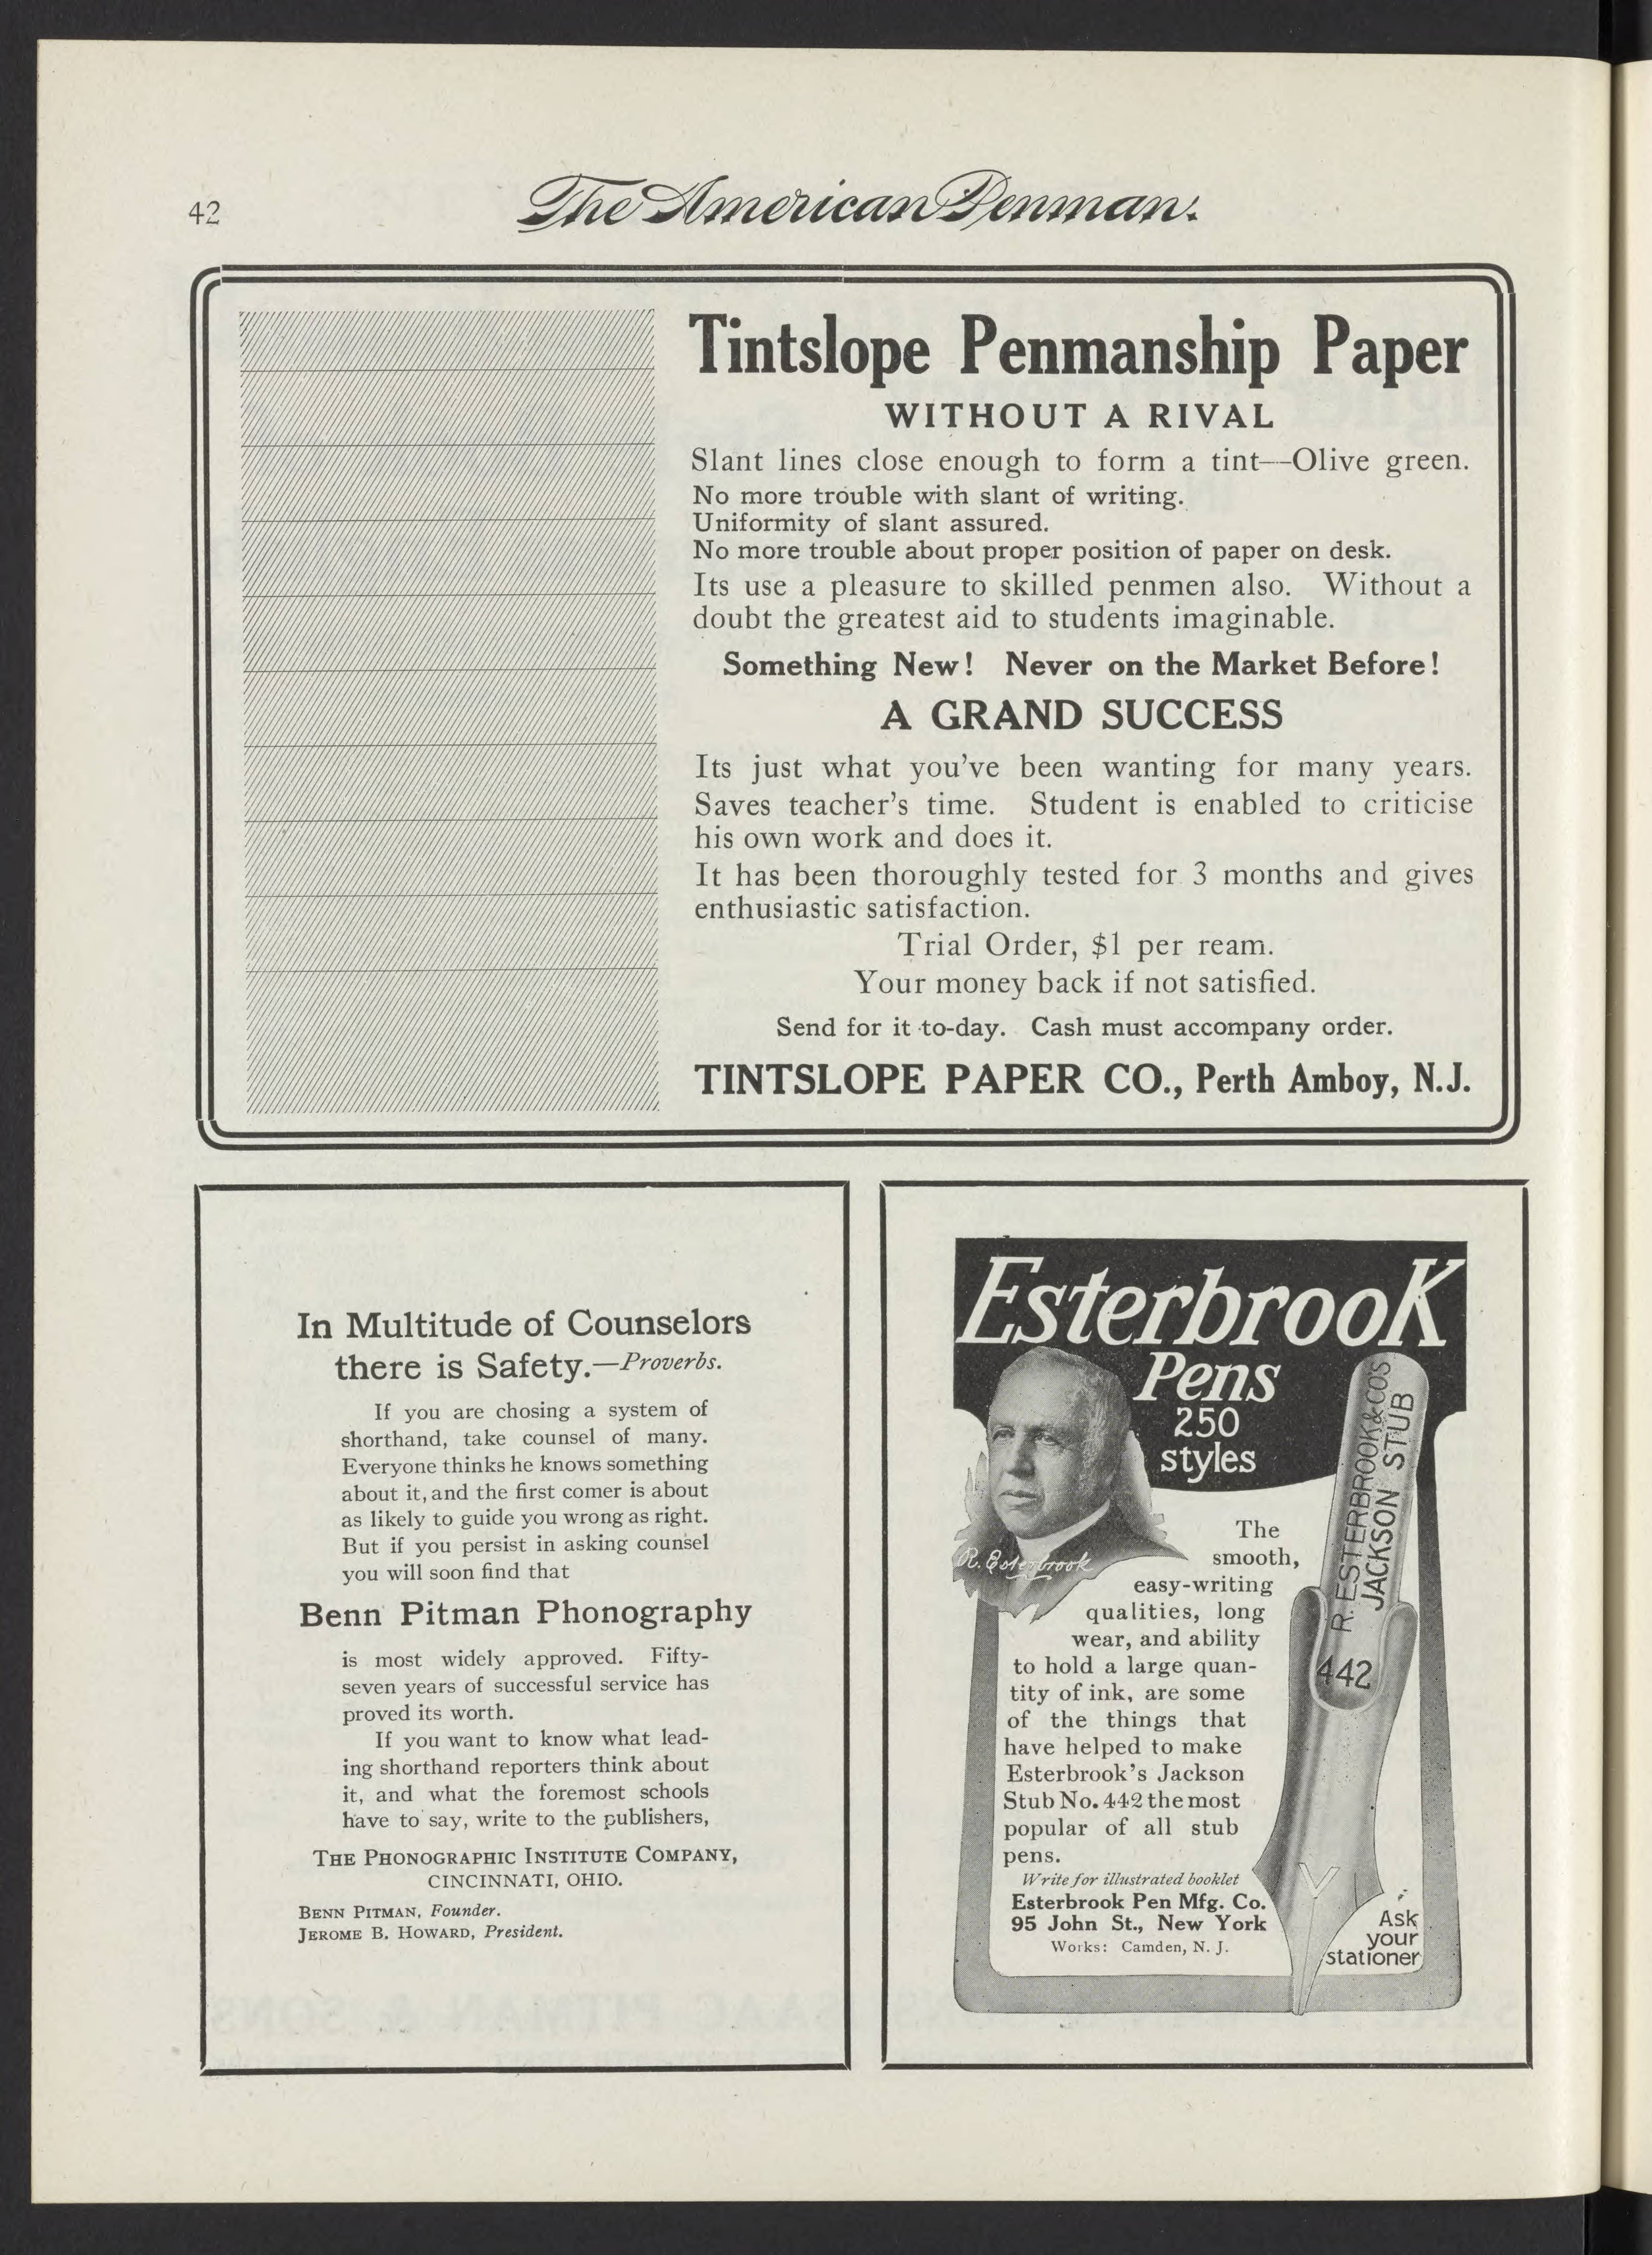 42
The American Penman.
Tintslope Penmanship Paper
WITHOUT A RIVAL
Slant lines close enough to form a tint—Olive green.
No more trouble with slant of writing.
Uniformity of slant assured.
No more trouble about proper position of paper on desk.
Its use a pleasure to skilled penmen also. Without a
doubt the greatest aid to students imaginable.
Something New! Never on the Market Before!
A GRAND SUCCESS
Its just what you've been wanting for many years.
Saves teacher's time. Student is enabled to criticise
his own work and does it.
It has been thoroughly tested for 3 months and gives
enthusiastic satisfaction.
Trial Order, $1 per ream.
Your money back if not satisfied.
Send for it to-day. Cash must accompany order.
TINTSLOPE PAPER CO., Perth Amboy, N.J.
In Multitude of Counselors
there is Safety.—Proverbs.
If you are chosing a system of
shorthand, take counsel of many.
Everyone thinks he knows something
about it, and the first comer is about
as likely to guide you wrong as right.
But if you persist in asking counsel
you will soon find that
Benn Pitman Phonography
is most widely approved. Fifty-
seven years of successful service has
proved its worth.
If you want to know what lead-
ing shorthand reporters think about
it, and what the foremost schools
have to say, write to the publishers,
THE PHONOGRAPHIC INSTITUTE COMPANY,
CINCINNATI, OHIO.
BENN PITMAN, Founder.
JEROME B. HOWARD, President.
Esterbrook
Pens
250
styles
R. Esterbrook
R. ESTERBROOK & CO'S
JACKSON STUB
442
The
smooth,
easy-writing
qualities, long
wear, and ability
to hold a large quan-
tity of ink, are some
of the things that
have helped to make
Esterbrook's Jackson
Stub No. 442 the most
popular of all stub
pens.
Write for illustrated booklet
Esterbrook Pen Mfg. Co.
95 John St., New York
Works: Camden, N. J.
Ask
your
stationer